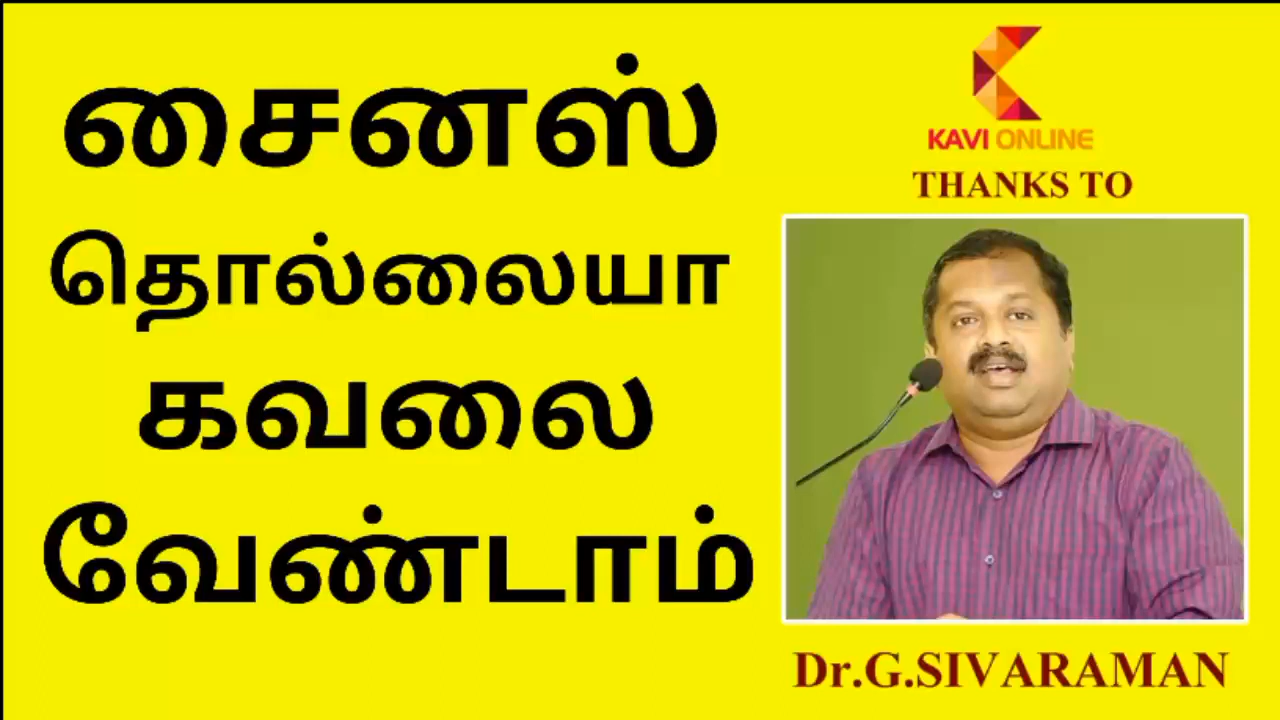 சைனஸ்
தொல்லையா
கவலை
வேண்டாம்
KAVI ONLINE
THANKS TO
Dr.G.SIVARAMAN